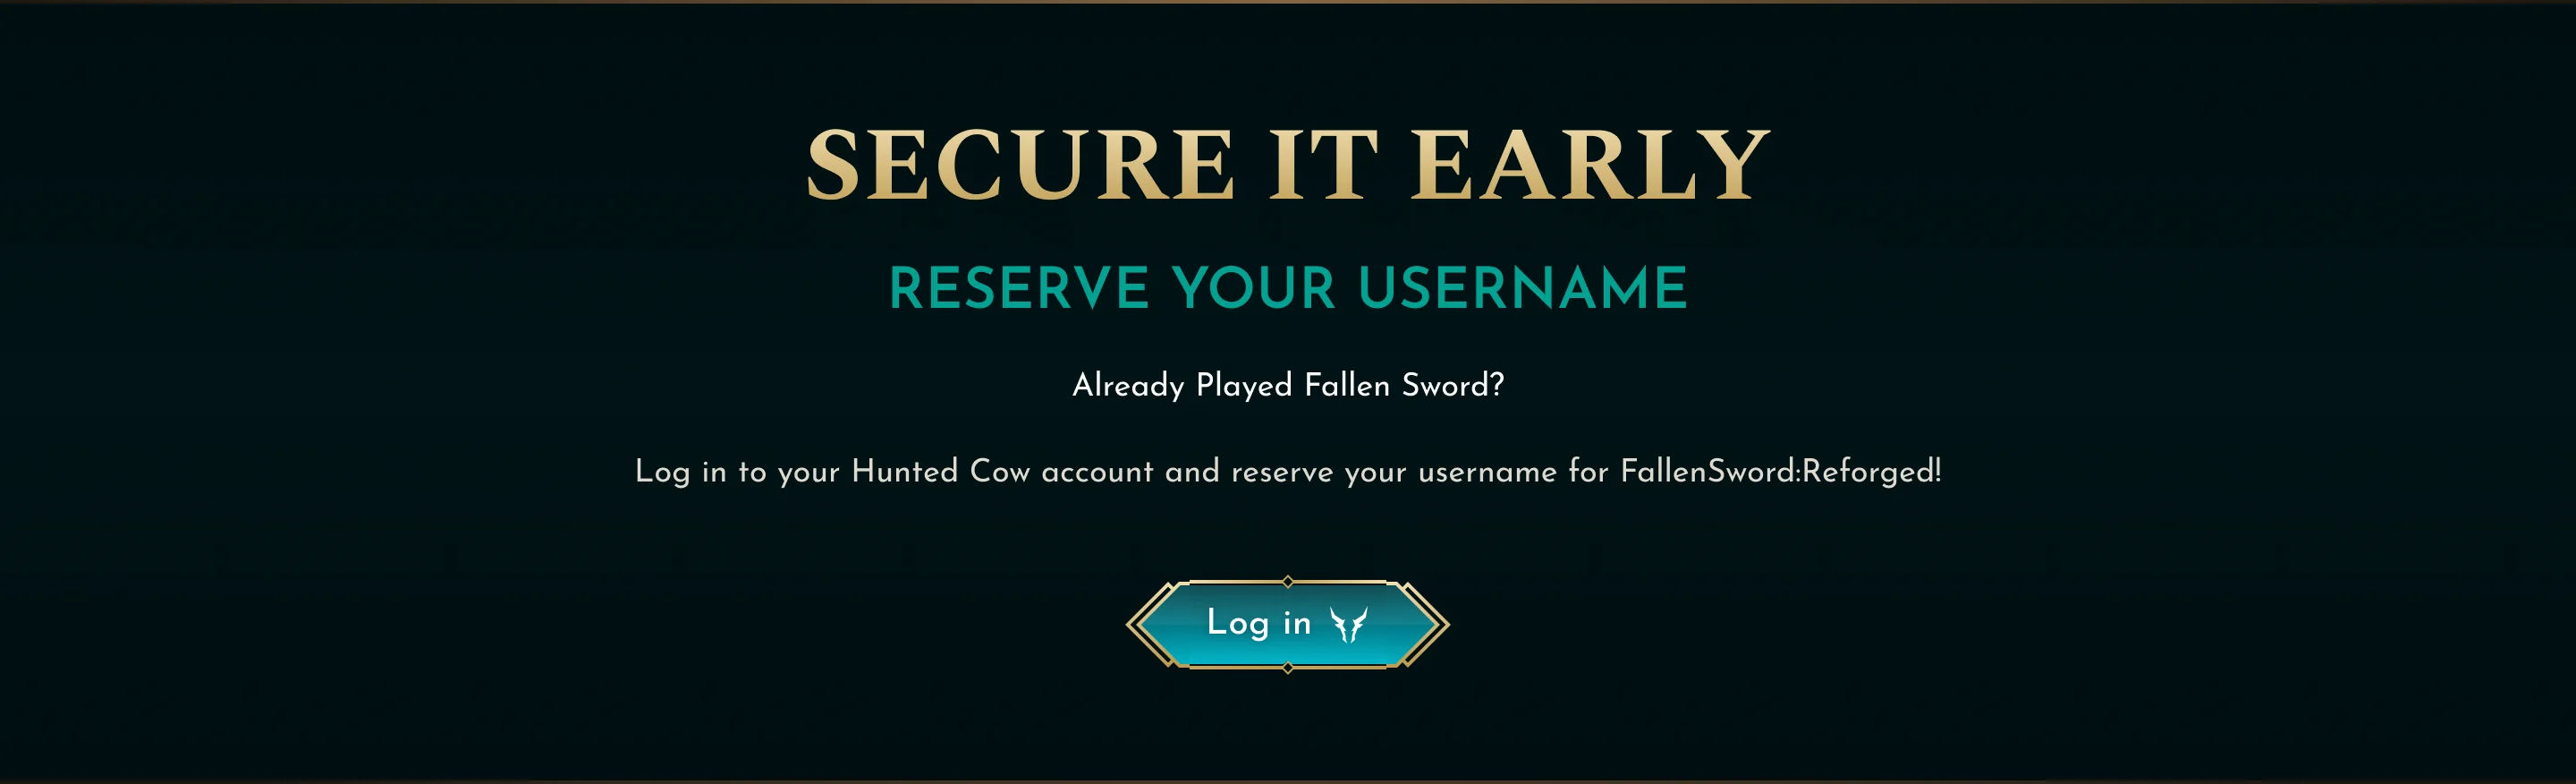 SECURE IT EARLY
RESERVE YOUR USERNAME
Already Played Fallen Sword?
Log in to your Hunted Cow account and reserve your username for FallenSword:Reforged!
Log in